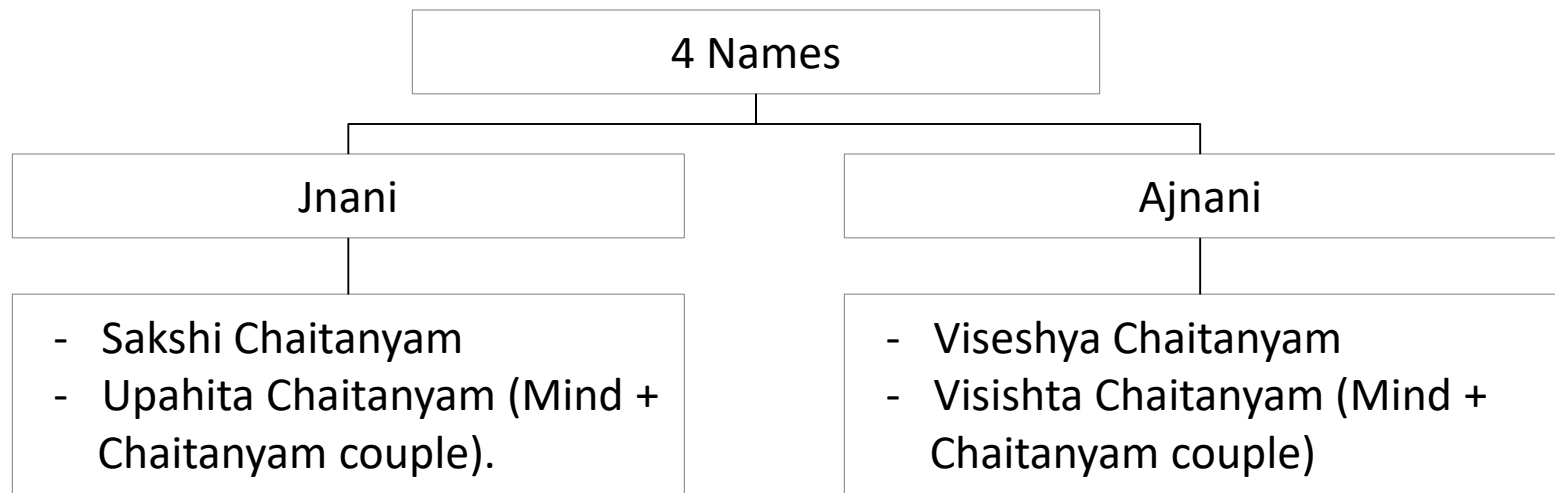 4 Names
Jnani
Ajnani
- Sakshi Chaitanyam
- Upahita Chaitanyam (Mind +
Chaitanyam couple).
- Viseshya Chaitanyam
- Visishta Chaitanyam (Mind +
Chaitanyam couple)